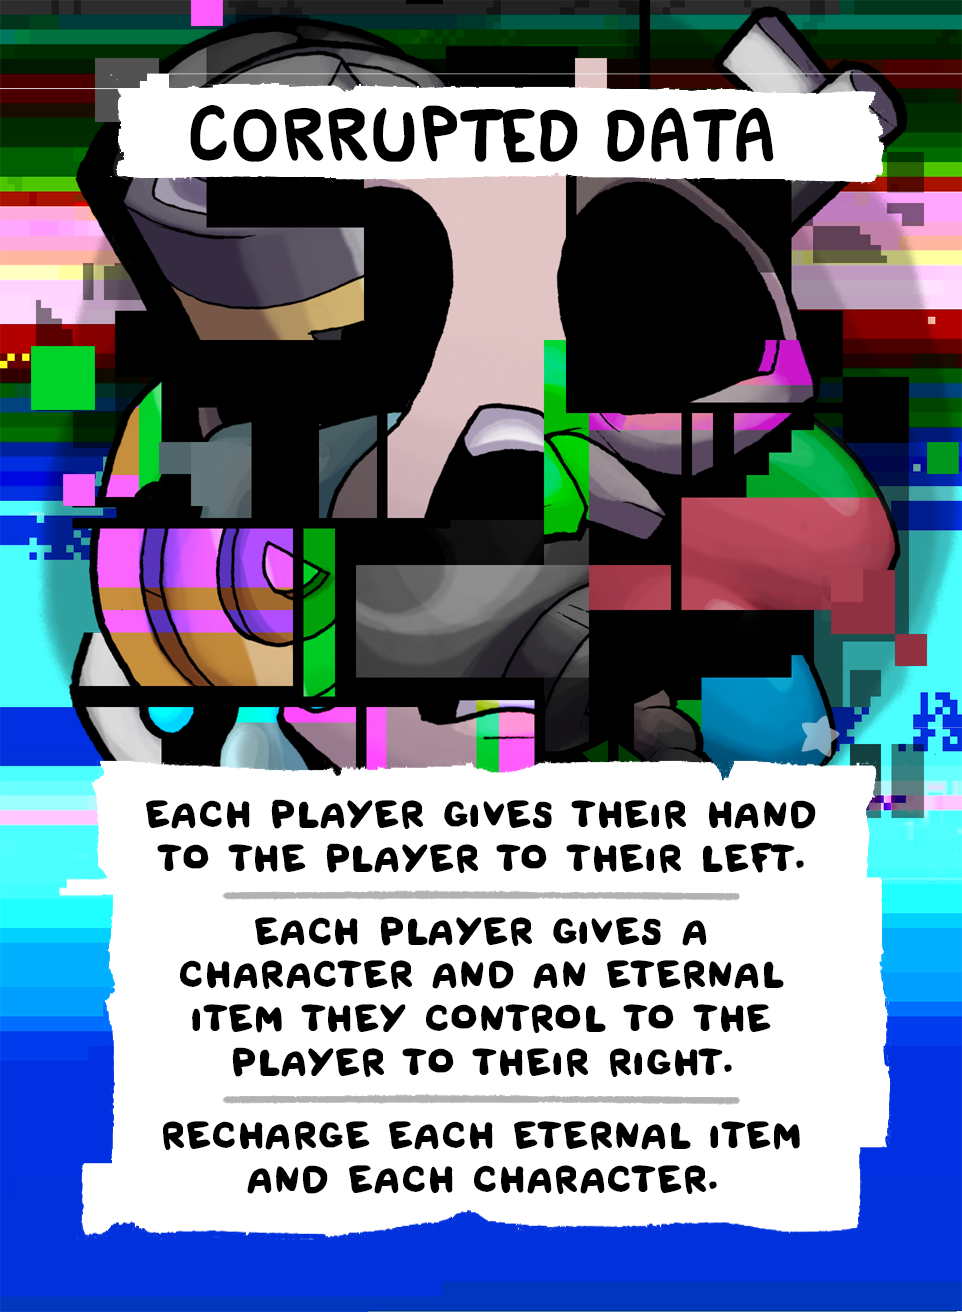 CORRUPTED DATA
EACH PLAYER GIVES THEIR HAND
TO THE PLAYER TO THEIR LEFT.
EACH PLAYER GIVES A
CHARACTER AND AN ETERNAL
ITEM THEY CONTROL TO THE
PLAYER TO THEIR RIGHT.
RECHARGE EACH ETERNAL ITEM
AND EACH CHARACTER.